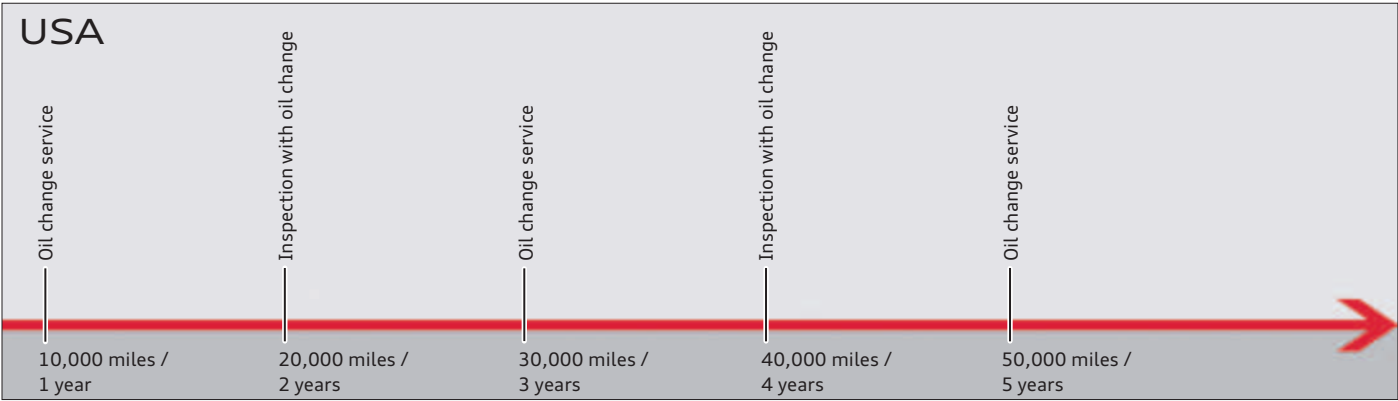 USA
Oil change service
Inspection with oil change
Oil change service
Inspection with oil change
Oil change service
10,000 miles /
1 year
20,000 miles /
2 years
30,000 miles /
3 years
40,000 miles /
4 years
50,000 miles /
5 years